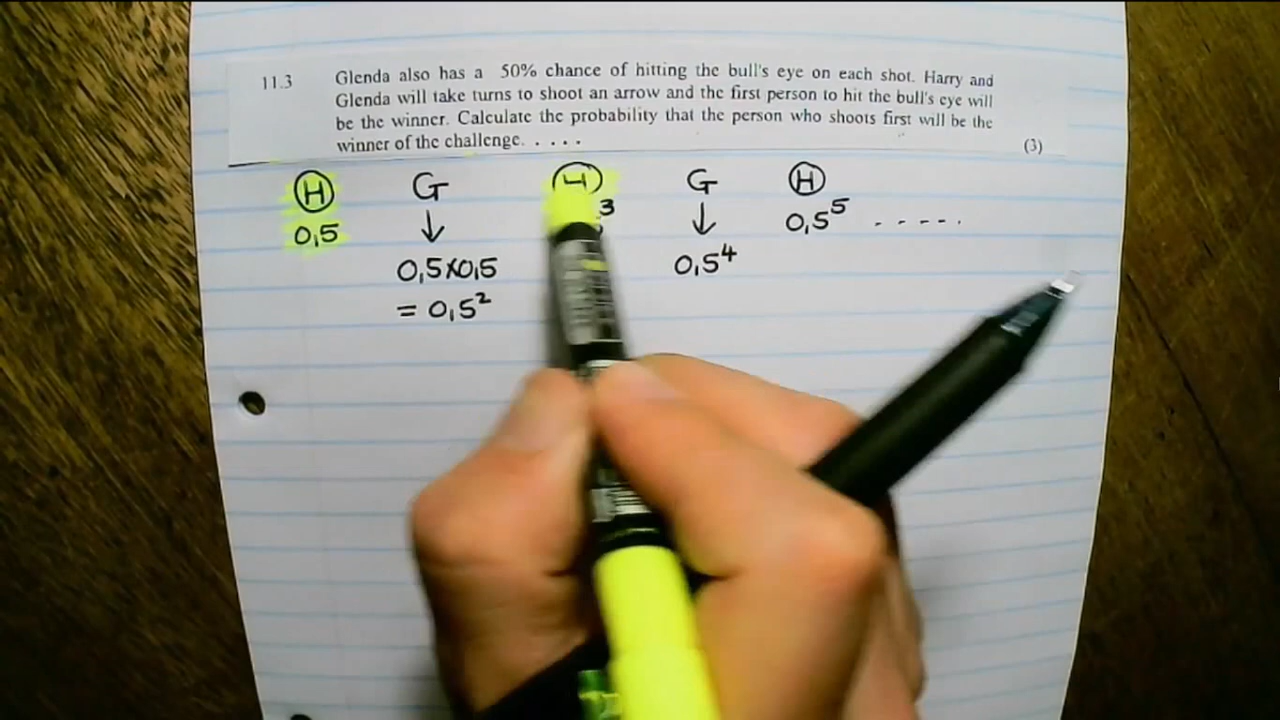 11.3 Glenda also has a 50% chance of hitting the bull's eye on each shot. Harry and
Glenda will take turns to shoot an arrow and the first person to hit the bull's eye will
be the winner. Calculate the probability that the person who shoots first will be the
winner of the challenge. . . . . (3)
H G H G H
0,5 ↓ 3 ↓ 0,5⁵ - - - - - .
0,5×0,5 0,5⁴
= 0,5²